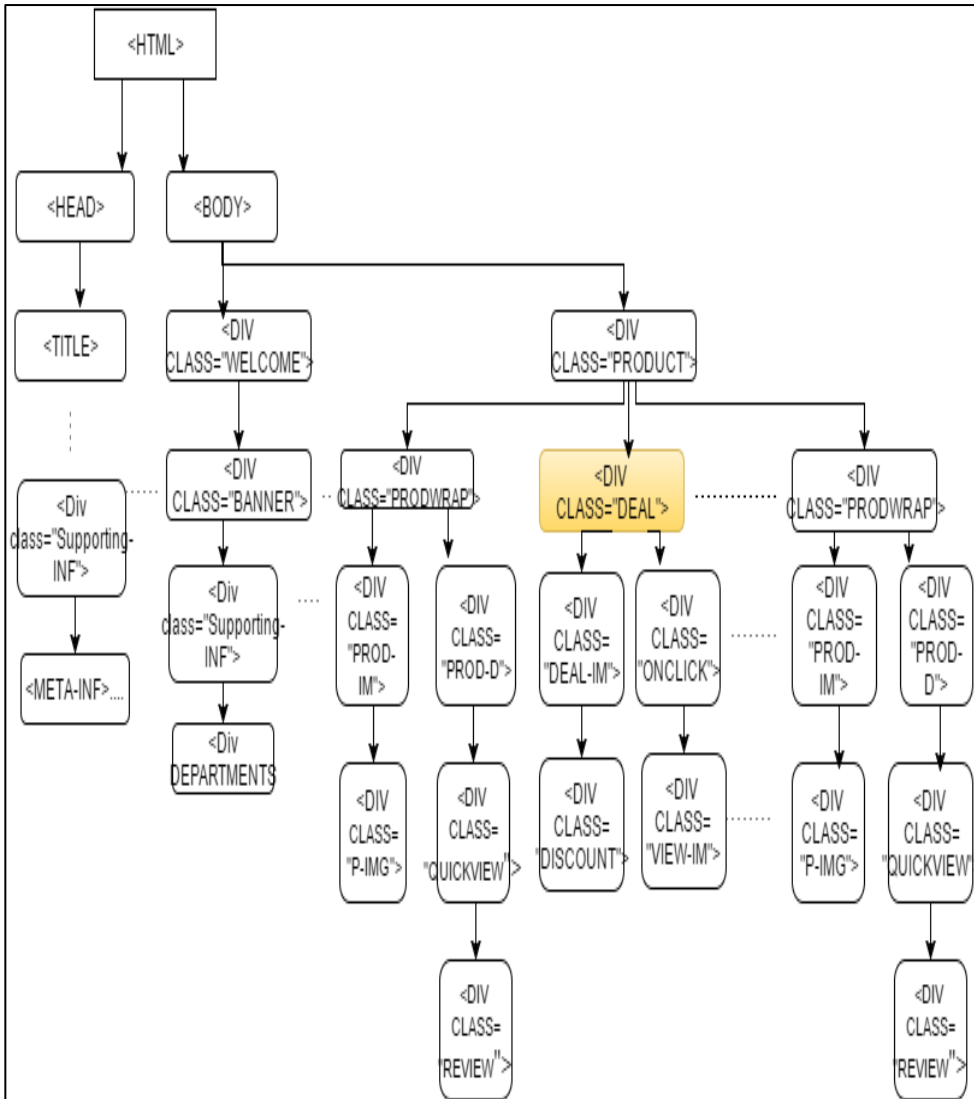 <HTML>
<HEAD>
<BODY>
<TITLE>
<DIV
CLASS="WELCOME">
<DIV
CLASS="PRODUCT">
<Div
class="Supporting-
INF">
<DIV
CLASS="BANNER">
<DIV
CLASS="PRODWRAP">
<DIV
CLASS="DEAL">
<DIV
CLASS="PRODWRAP">
<META-INF>....
<Div
class="Supporting-
INF">
<DIV
CLASS=
"PROD-
IM">
<DIV
CLASS=
"PROD-D">
<DIV
CLASS=
"DEAL-IM">
<DIV
CLASS=
"ONCLICK">
<DIV
CLASS=
"PROD-
IM">
<DIV
CLASS=
"PROD-
D">
<Div
DEPARTMENTS
<DIV
CLASS=
"P-IMG">
<DIV
CLASS=
"QUICKVIEW">
<DIV
CLASS=
"DISCOUNT">
<DIV
CLASS=
"VIEW-IM">
<DIV
CLASS=
"P-IMG">
<DIV
CLASS=
"QUICKVIEW"
<DIV
CLASS=
"REVIEW">
<DIV
CLASS=
"REVIEW">